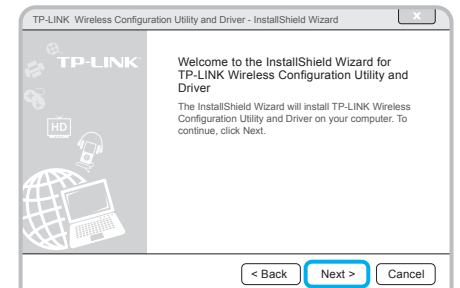 TP-LINK Wireless Configuration Utility and Driver - InstallShield Wizard
X
TP-LINK
HD
Welcome to the InstallShield Wizard for
TP-LINK Wireless Configuration Utility and
Driver
The InstallShield Wizard will install TP-LINK Wireless
Configuration Utility and Driver on your computer. To
continue, click Next.
< Back
Next >
Cancel